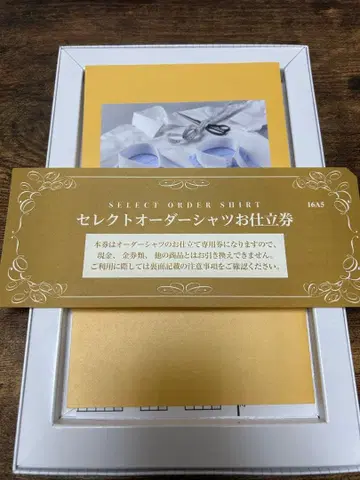 SELECT ORDER SHIRT
セレクトオーダーシャツお仕立券
16A5
本券はオーダーシャツのお仕立て専用券になりますので、
現金、金券類、他の商品とはお引き換えできません。
ご利用に際しては裏面記載の注意事項をご確認ください。